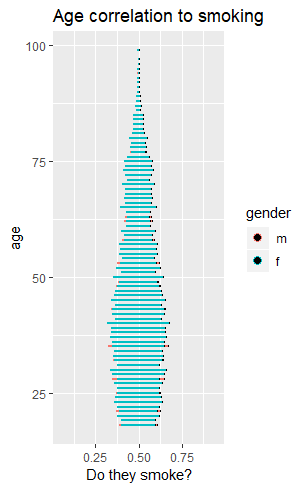 Age correlation to smoking
100
75
50
25
age
0.25 0.50 0.75
Do they smoke?
gender
m
f